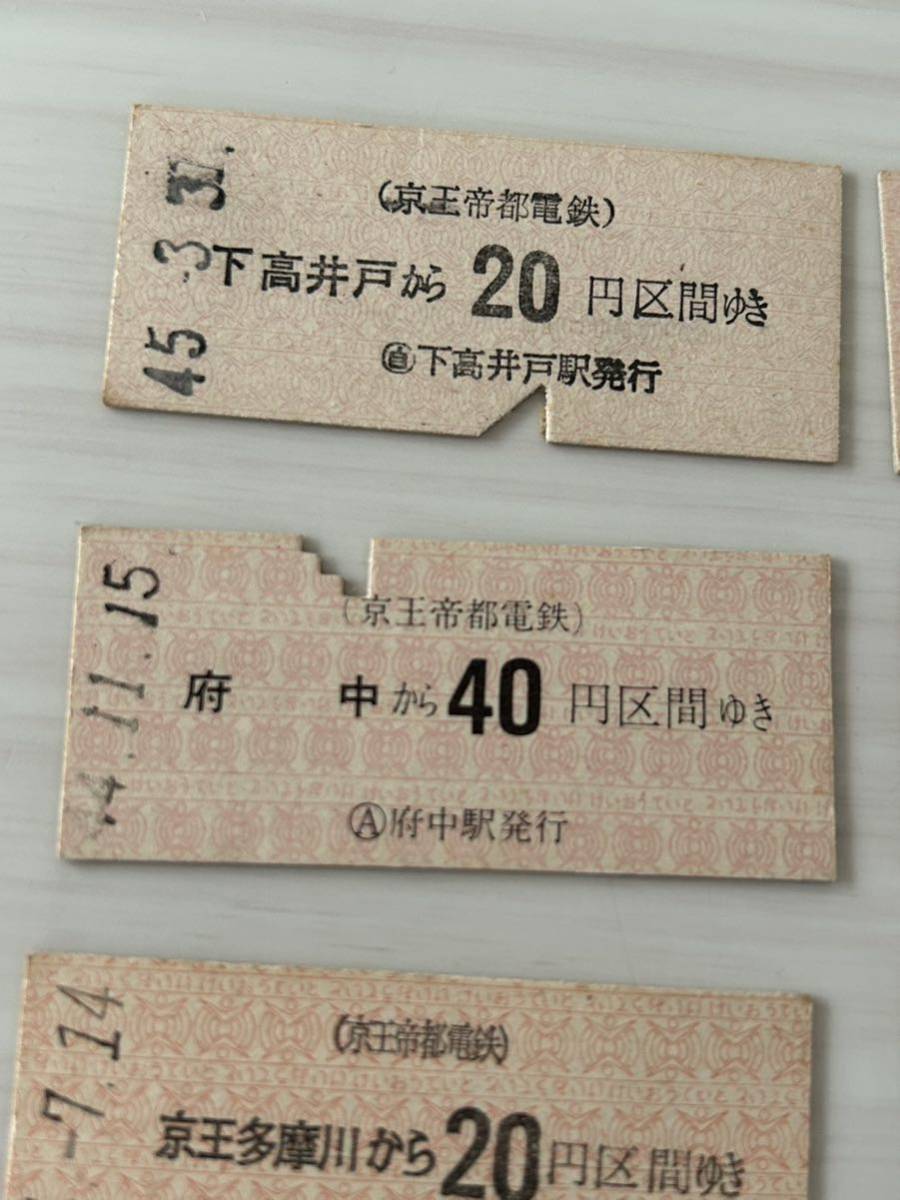 45 -3 31.
(京王帝都電鉄)
下高井戸から 20 円区間ゆき
㊀下高井戸駅発行
44.11.15
(京王帝都電鉄)
府 中から 40 円区間ゆき
Ⓐ府中駅発行
-7.14
(京王帝都電鉄)
京王多摩川から 20 円区間ゆき